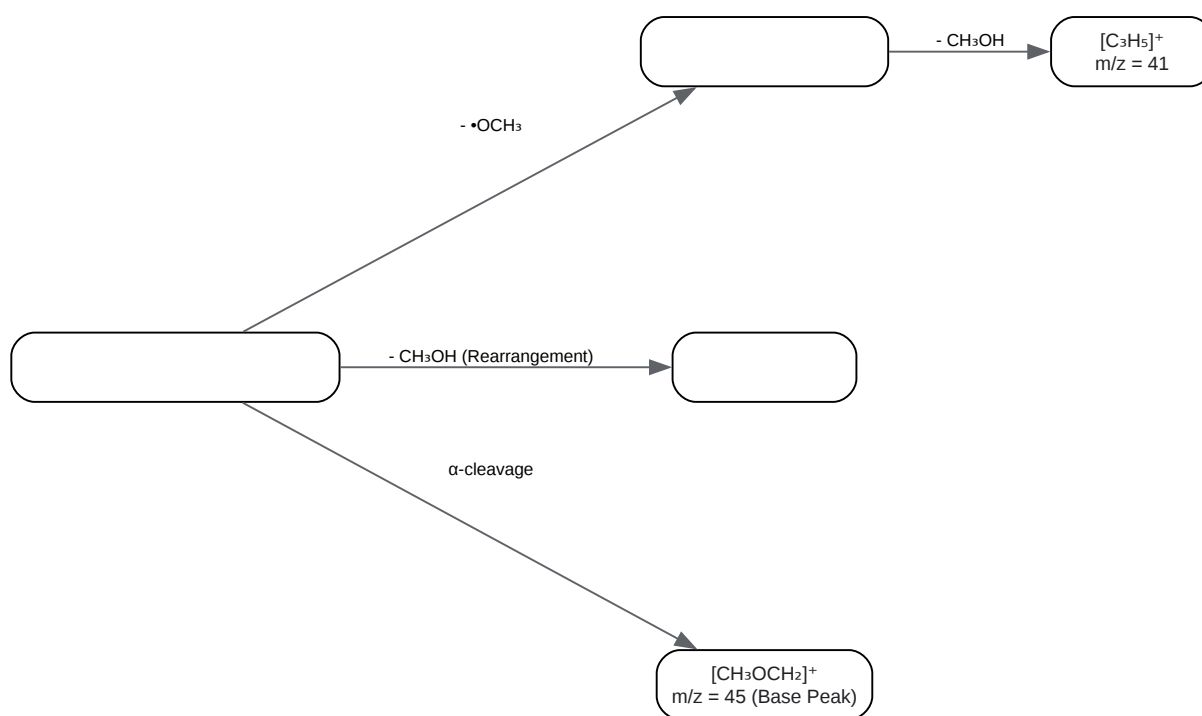 - CH₃OH
[C₃H₅]⁺
m/z = 41
- •OCH₃
- CH₃OH (Rearrangement)
α-cleavage
[CH₃OCH₂]⁺
m/z = 45 (Base Peak)